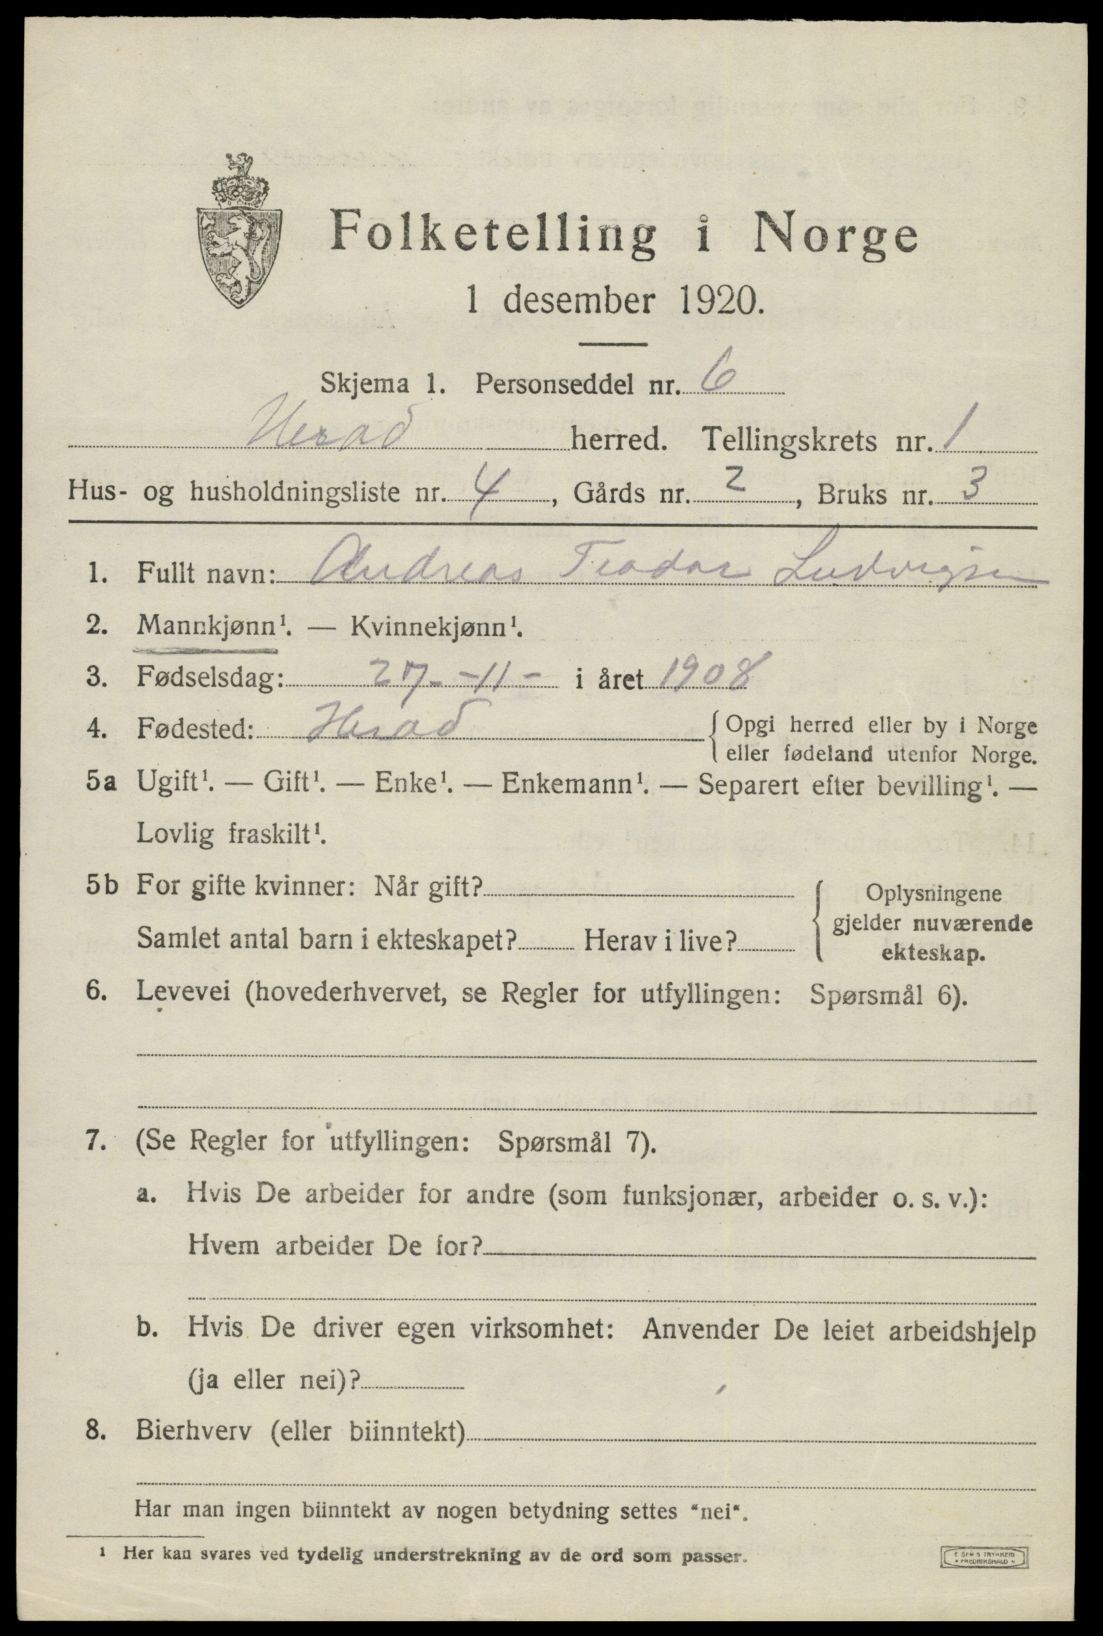 Folketelling i Norge
1 desember 1920.
Skjema 1. Personseddel nr. 6
Herad herred. Tellingskrets nr. 1
Hus- og husholdningsliste nr. 4, Gårds nr. 2, Bruks nr. 3
1. Fullt navn: Andreas Teodor Ludvigsen
2. Mannkjønn¹. — Kvinnekjønn¹.
3. Fødselsdag: 27.-11- i året 1908
4. Fødested: Herad {Opgi herred eller by i Norge
eller fødeland utenfor Norge.
5a Ugift¹. — Gift¹. — Enke¹. — Enkemann¹. — Separert efter bevilling¹. —
Lovlig fraskilt¹.
5b For gifte kvinner: Når gift?
Samlet antal barn i ekteskapet? Herav i live?
{ Oplysningene
gjelder nuværende
ekteskap.
6. Levevei (hovederhvervet, se Regler for utfyllingen: Spørsmål 6).
7. (Se Regler for utfyllingen: Spørsmål 7).
a. Hvis De arbeider for andre (som funksjonær, arbeider o. s. v.):
Hvem arbeider De for?
b. Hvis De driver egen virksomhet: Anvender De leiet arbeidshjelp
(ja eller nei)?
8. Bierhverv (eller biinntekt)
Har man ingen biinntekt av nogen betydning settes "nei".
¹ Her kan svares ved tydelig understrekning av de ord som passer.